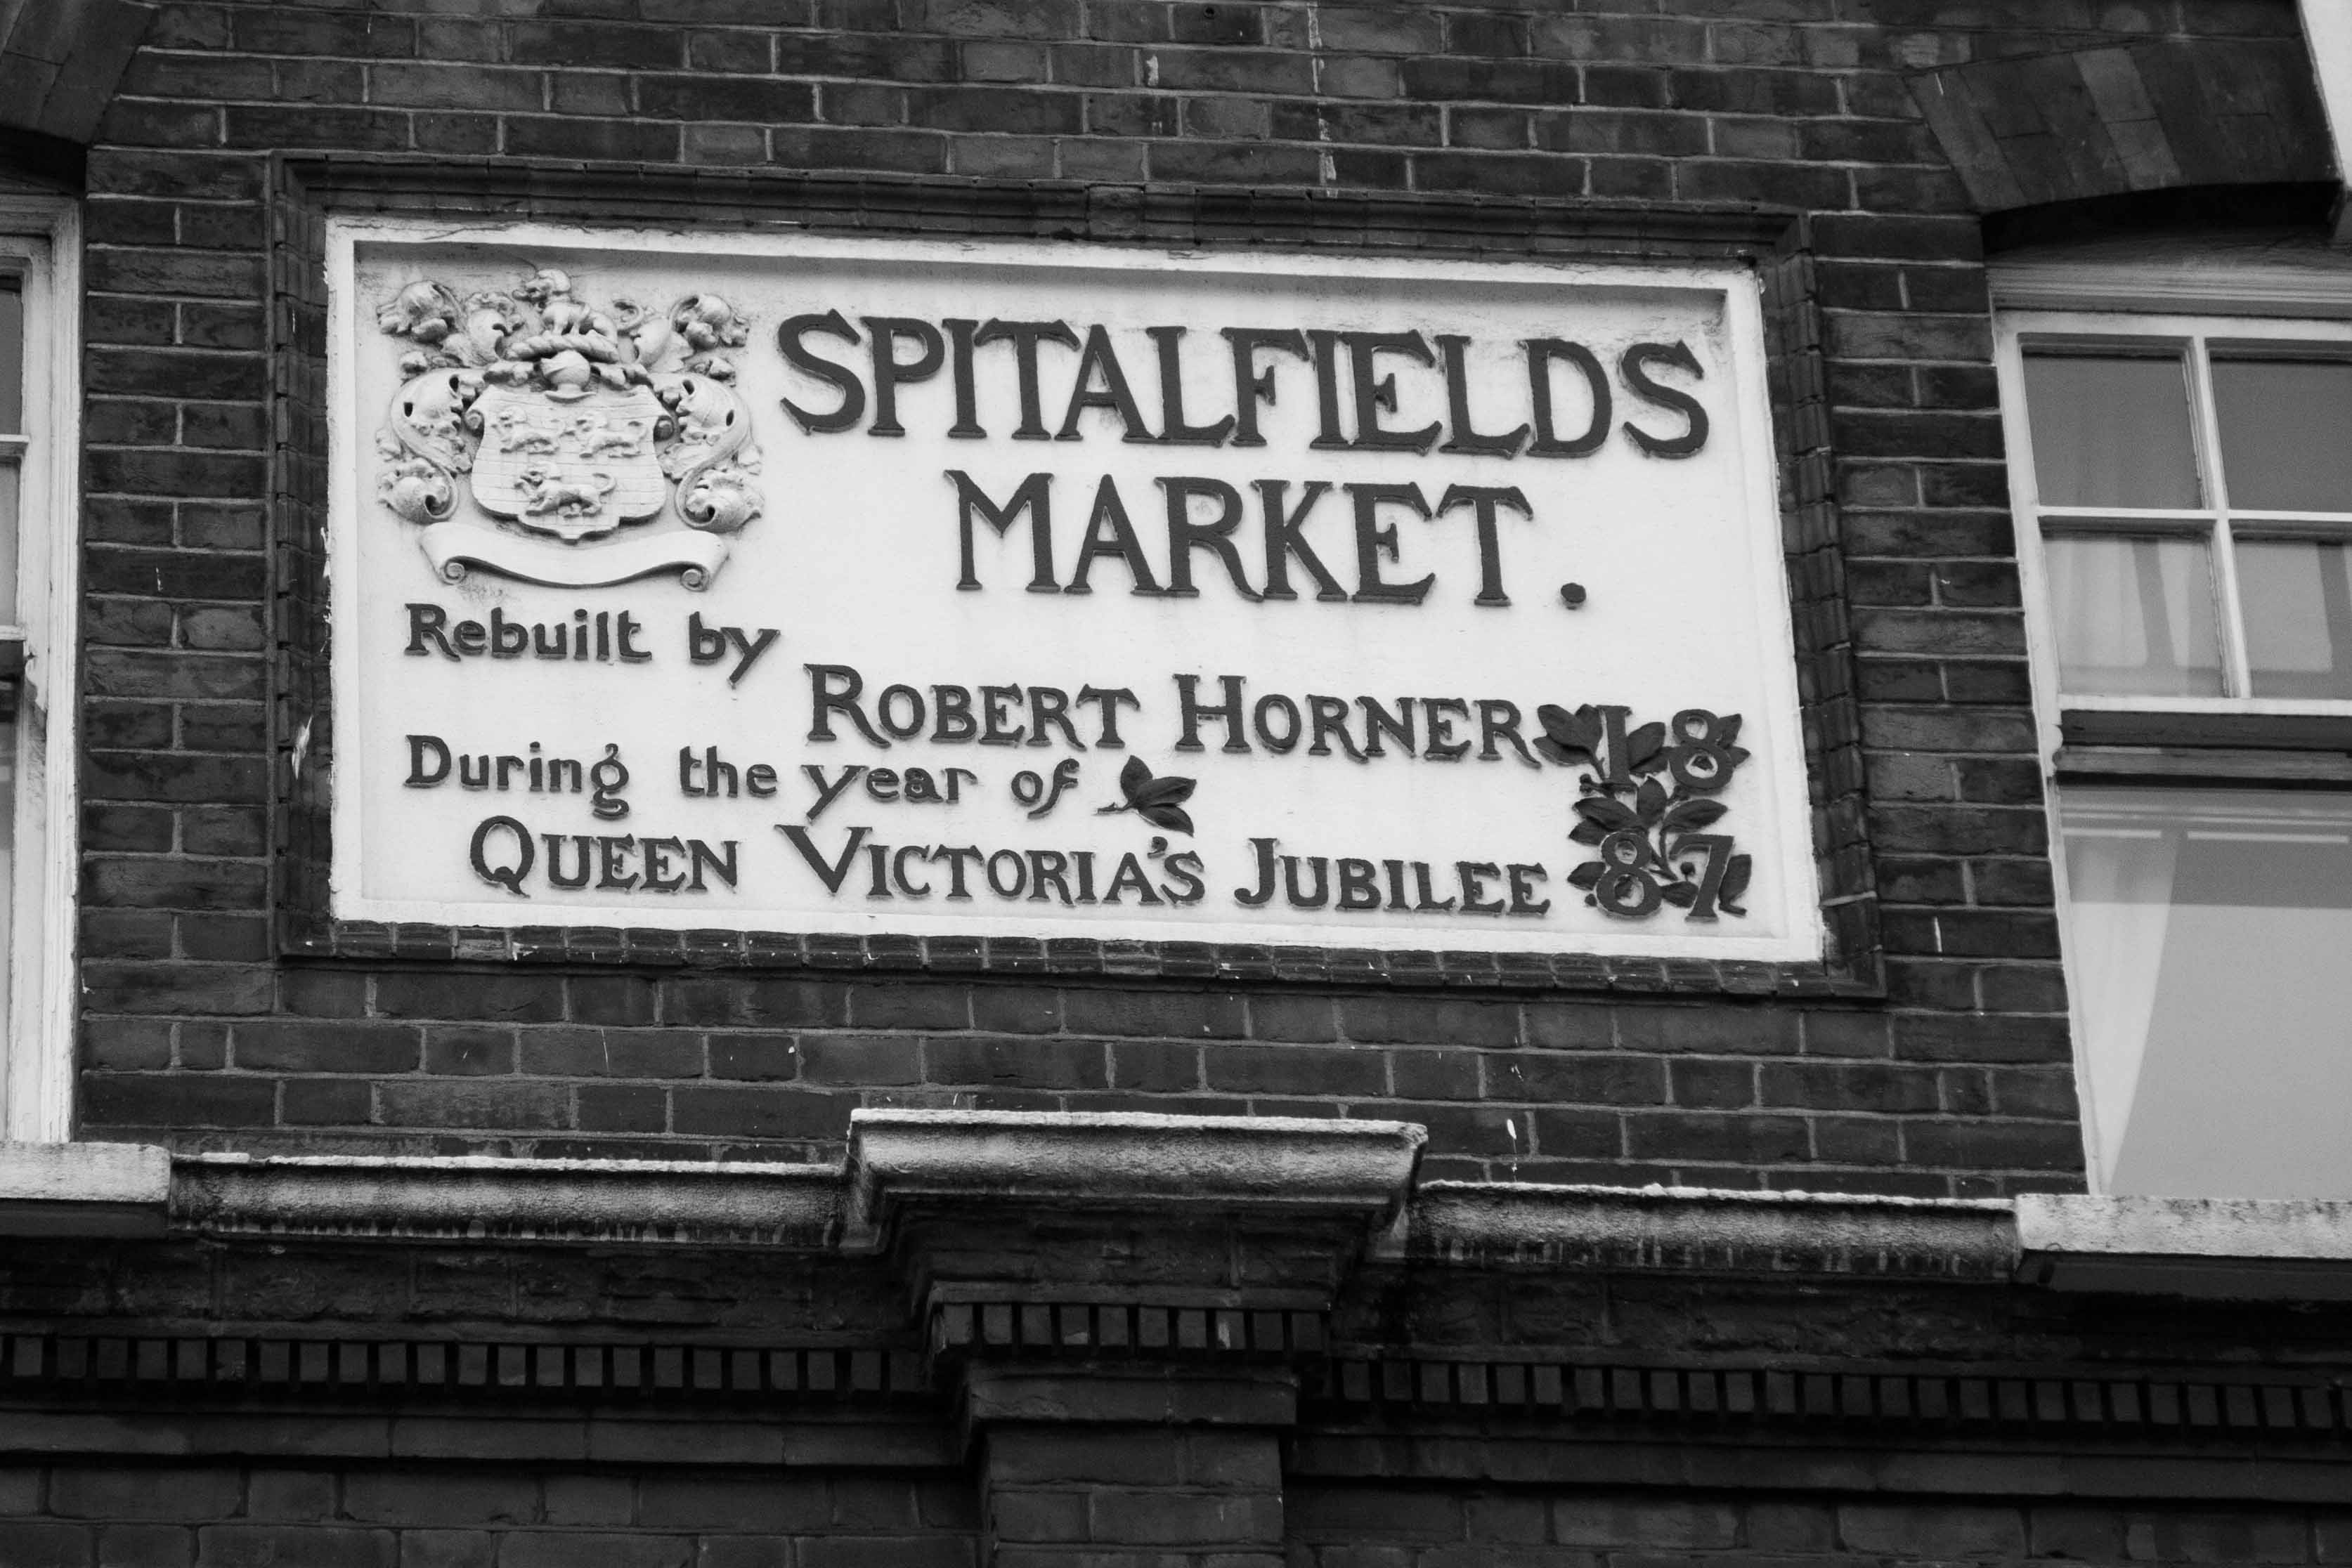 SPITALFIELDS
MARKET.
Rebuilt by
ROBERT HORNER
During the year of
QUEEN VICTORIA'S JUBILEE
18
87